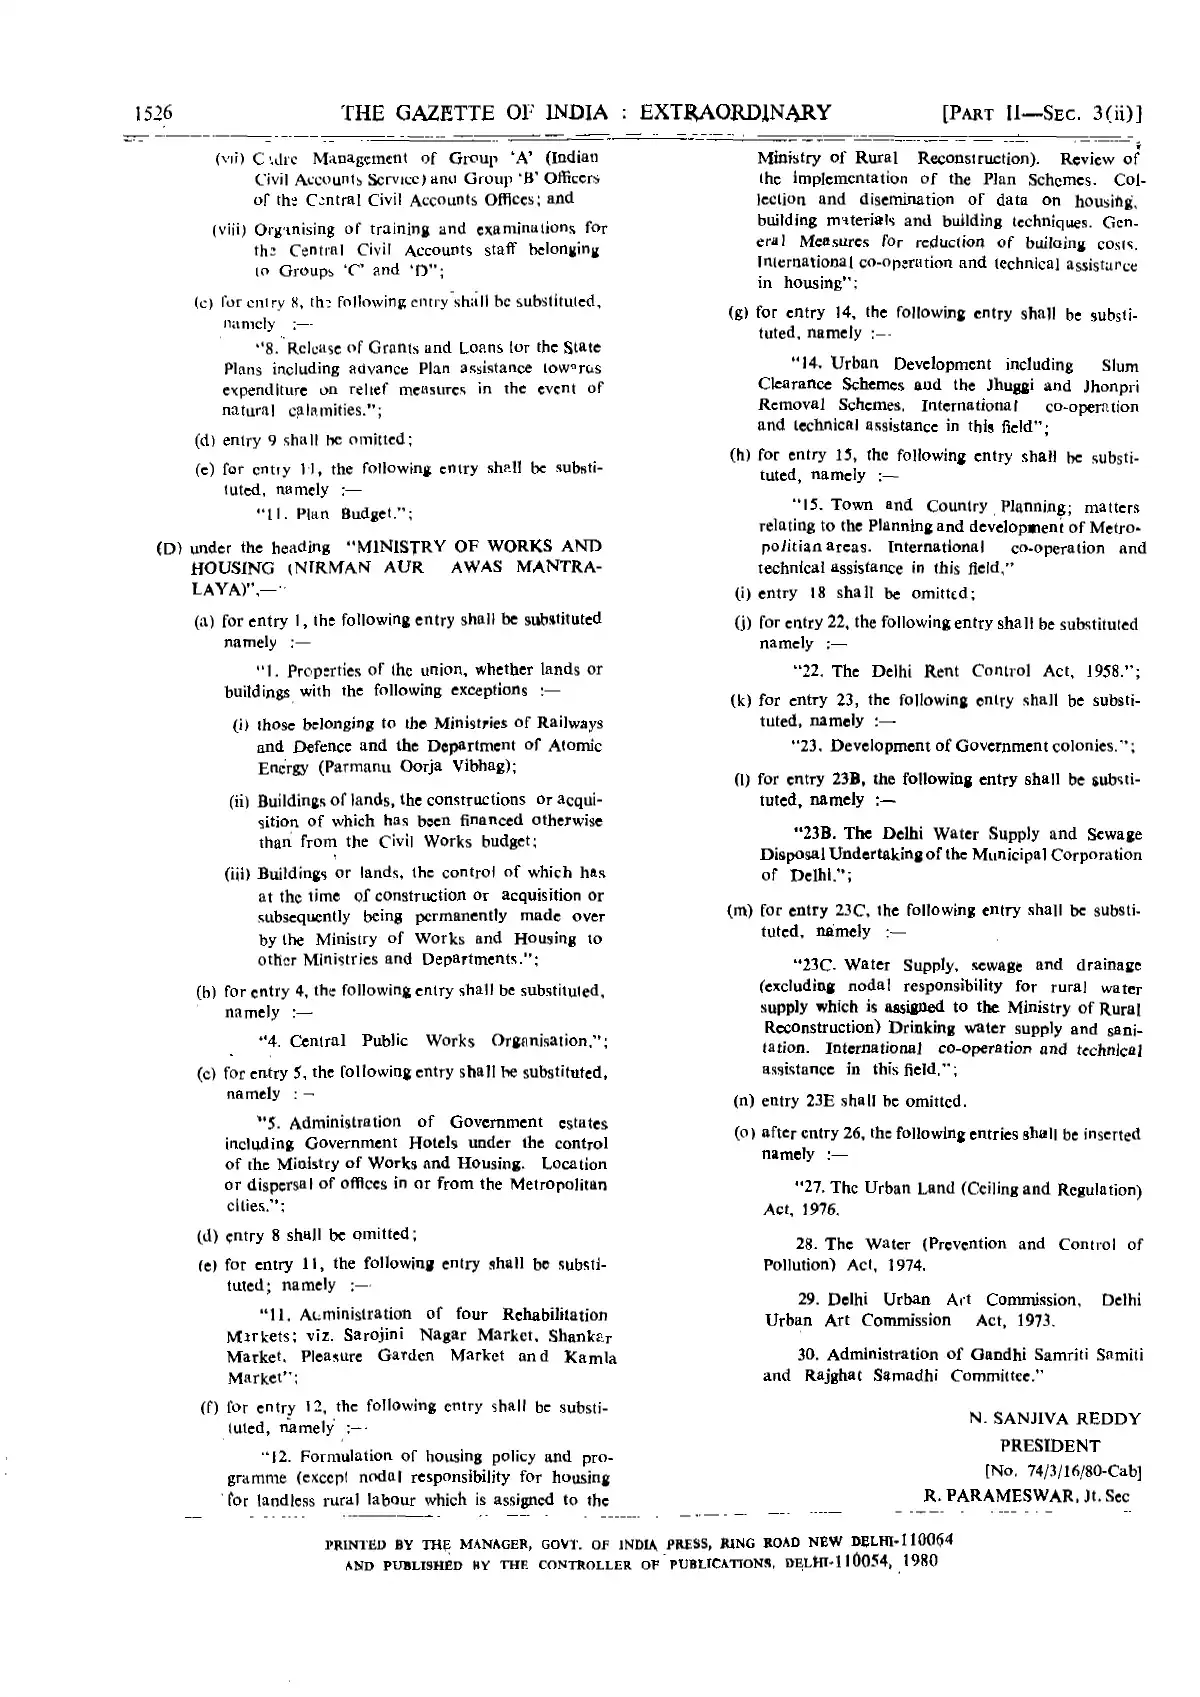 1526 THE GAZETTE OF INDIA : EXTRAORDINARY [PART II—SEC. 3(ii)]
(vii) Cadre Management of Group 'A' (Indian
Civil Accounts Service) and Group 'B' Officers
of the Central Civil Accounts Offices; and
(viii) Organising of training and examinations for
the Central Civil Accounts staff belonging
to Groups 'C' and 'D'';
(c) for entry 8, the following entry shall be substituted,
namely :—
"8. Release of Grants and Loans for the State
Plans including advance Plan assistance towards
expenditure on relief measures in the event of
natural calamities.";
(d) entry 9 shall be omitted;
(e) for entry 11, the following entry shall be substi-
tuted, namely :—
"11. Plan Budget.";
(D) under the heading "MINISTRY OF WORKS AND
HOUSING (NIRMAN AUR AWAS MANTRA-
LAYA)",—
(a) for entry 1, the following entry shall be substituted
namely :—
"1. Properties of the union, whether lands or
buildings with the following exceptions :—
(i) those belonging to the Ministries of Railways
and Defence and the Department of Atomic
Energy (Parmanu Oorja Vibhag);
(ii) Buildings of lands, the constructions or acqui-
sition of which has been financed otherwise
than from the Civil Works budget;
(iii) Buildings or lands, the control of which has
at the time of construction or acquisition or
subsequently being permanently made over
by the Ministry of Works and Housing to
other Ministries and Departments.";
(b) for entry 4, the following entry shall be substituted,
namely :—
"4. Central Public Works Organisation.";
(c) for entry 5, the following entry shall be substituted,
namely :—
"5. Administration of Government estates
including Government Hotels under the control
of the Ministry of Works and Housing. Location
or dispersal of offices in or from the Metropolitan
cities.";
(d) entry 8 shall be omitted;
(e) for entry 11, the following entry shall be substi-
tuted; namely :—
"11. Administration of four Rehabilitation
Markets; viz. Sarojini Nagar Market, Shankar
Market, Pleasure Garden Market and Kamla
Market";
(f) for entry 12, the following entry shall be substi-
tuted, namely :—
"12. Formulation of housing policy and pro-
gramme (except nodal responsibility for housing
for landless rural labour which is assigned to the
Ministry of Rural Reconstruction). Review of
the implementation of the Plan Schemes. Col-
lection and disemination of data on housing,
building materials and building techniques. Gen-
eral Measures for reduction of building costs.
International co-operation and technical assistance
in housing";
(g) for entry 14, the following entry shall be substi-
tuted, namely :—
"14. Urban Development including Slum
Clearance Schemes and the Jhuggi and Jhonpri
Removal Schemes, International co-operation
and technical assistance in this field";
(h) for entry 15, the following entry shall be substi-
tuted, namely :—
"15. Town and Country Planning; matters
relating to the Planning and development of Metro-
politian areas. International co-operation and
technical assistance in this field,"
(i) entry 18 shall be omitted;
(j) for entry 22, the following entry shall be substituted
namely :—
"22. The Delhi Rent Control Act, 1958.";
(k) for entry 23, the following entry shall be substi-
tuted, namely :—
"23. Development of Government colonies.";
(l) for entry 23B, the following entry shall be substi-
tuted, namely :—
"23B. The Delhi Water Supply and Sewage
Disposal Undertaking of the Municipal Corporation
of Delhi.";
(m) for entry 23C, the following entry shall be substi-
tuted, namely :—
"23C. Water Supply, sewage and drainage
(excluding nodal responsibility for rural water
supply which is assigned to the Ministry of Rural
Reconstruction) Drinking water supply and sani-
tation. International co-operation and technical
assistance in this field.";
(n) entry 23E shall be omitted.
(o) after entry 26, the following entries shall be inserted
namely :—
"27. The Urban Land (Ceiling and Regulation)
Act, 1976.
28. The Water (Prevention and Control of
Pollution) Act, 1974.
29. Delhi Urban Art Commission, Delhi
Urban Art Commission Act, 1973.
30. Administration of Gandhi Samriti Samiti
and Rajghat Samadhi Committee."
N. SANJIVA REDDY
PRESIDENT
[No. 74/3/16/80-Cab]
R. PARAMESWAR, Jt. Sec
PRINTED BY THE MANAGER, GOVT. OF INDIA PRESS, RING ROAD NEW DELHI-110064
AND PUBLISHED BY THE CONTROLLER OF PUBLICATIONS, DELHI-110054, 1980